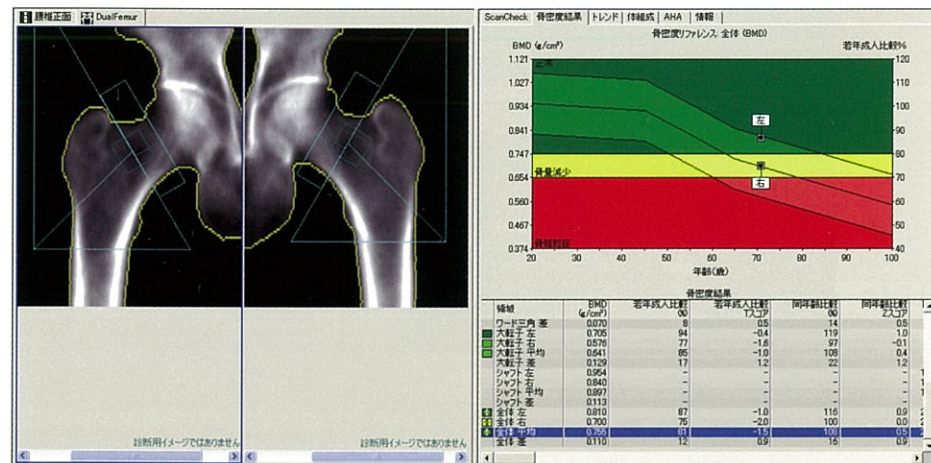 腰椎正面 DualFemur
診断用イメージではありません
診断用イメージではありません
ScanCheck 骨密度結果 トレンド 体組成 AHA 情報
骨密度リファレンス: 全体 (BMD)
BMD (g/cm²) 若年成人比較%
1.121 120
正常
1.027 110
0.934 100
0.841 90
左
0.747 80
骨量減少
0.654 70
右
0.560 60
0.467 50
骨粗鬆症
0.374 40
20 30 40 50 60 70 80 90 100
年齢(歳)
骨密度結果
領域 BMD (g/cm²) 若年成人比較 (%) 若年成人比較 Tスコア 同年齢比較 (%) 同年齢比較 Zスコア
ワード三角 差 0.070 8 0.5 14 0.5
大転子 左 0.705 94 -0.4 119 1.0
大転子 右 0.576 77 -1.6 97 -0.1
大転子 平均 0.641 85 -1.0 108 0.4
大転子 差 0.129 17 1.2 22 1.2
シャフト 左 0.954 - - - -
シャフト 右 0.840 - - - -
シャフト 平均 0.897 - - - -
シャフト 差 0.113 - - - -
全体 左 0.810 87 -1.0 116 0.9
全体 右 0.700 75 -2.0 100 0.0
全体 平均 0.755 81 -1.5 108 0.5
全体 差 0.110 12 0.9 16 0.9